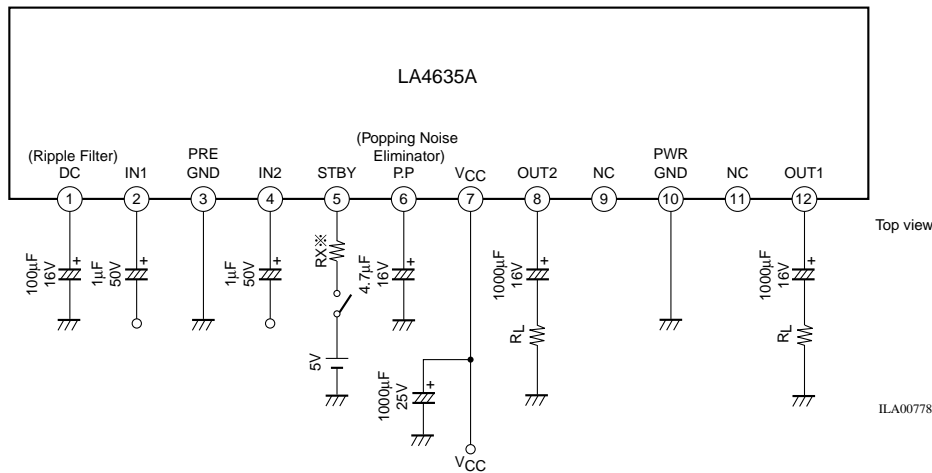 LA4635A
(Ripple Filter)
DC
IN1
PRE
GND
IN2
STBY
(Popping Noise
Eliminator)
P.P
VCC
OUT2
NC
PWR
GND
NC
OUT1
1
2
3
4
5
6
7
8
9
10
11
12
Top view
100μF
16V
+
1μF
50V
+
1μF
50V
+
RX※
4.7μF
16V
+
1000μF
16V
+
1000μF
16V
+
5V
RL
RL
1000μF
25V
+
ILA00778
VCC